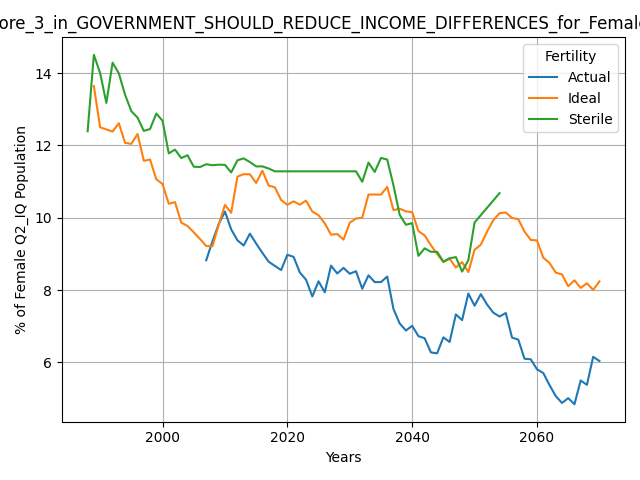 ore_3_in_GOVERNMENT_SHOULD_REDUCE_INCOME_DIFFERENCES_for_Female
Fertility
Actual
Ideal
Sterile
% of Female Q2_IQ Population
14
12
10
8
6
2000 2020 2040 2060
Years